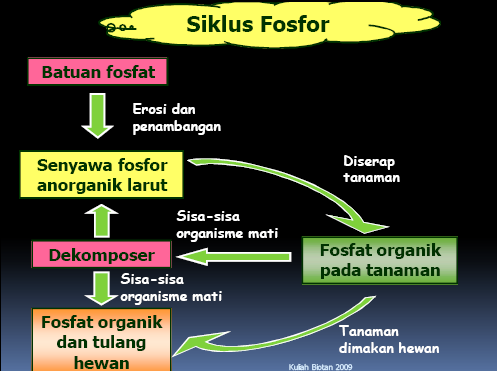 Siklus Fosfor
Batuan fosfat
Erosi dan
penambangan
Senyawa fosfor
anorganik larut
Diserap
tanaman
Sisa-sisa
organisme mati
Dekomposer
Fosfat organik
pada tanaman
Sisa-sisa
organisme mati
Fosfat organik
dan tulang
hewan
Tanaman
dimakan hewan
Kuliah Biotan 2009